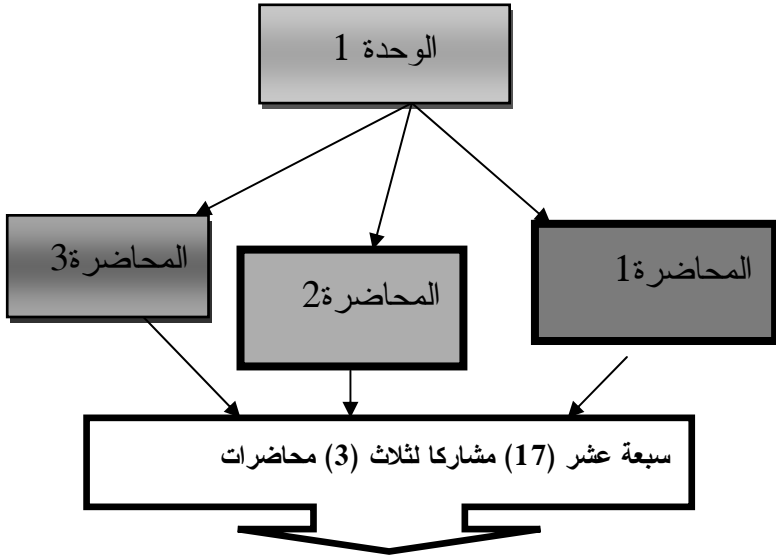 الوحدة 1
المحاضرة1
المحاضرة2
المحاضرة3
سبعة عشر (17) مشاركا لثلاث (3) محاضرات